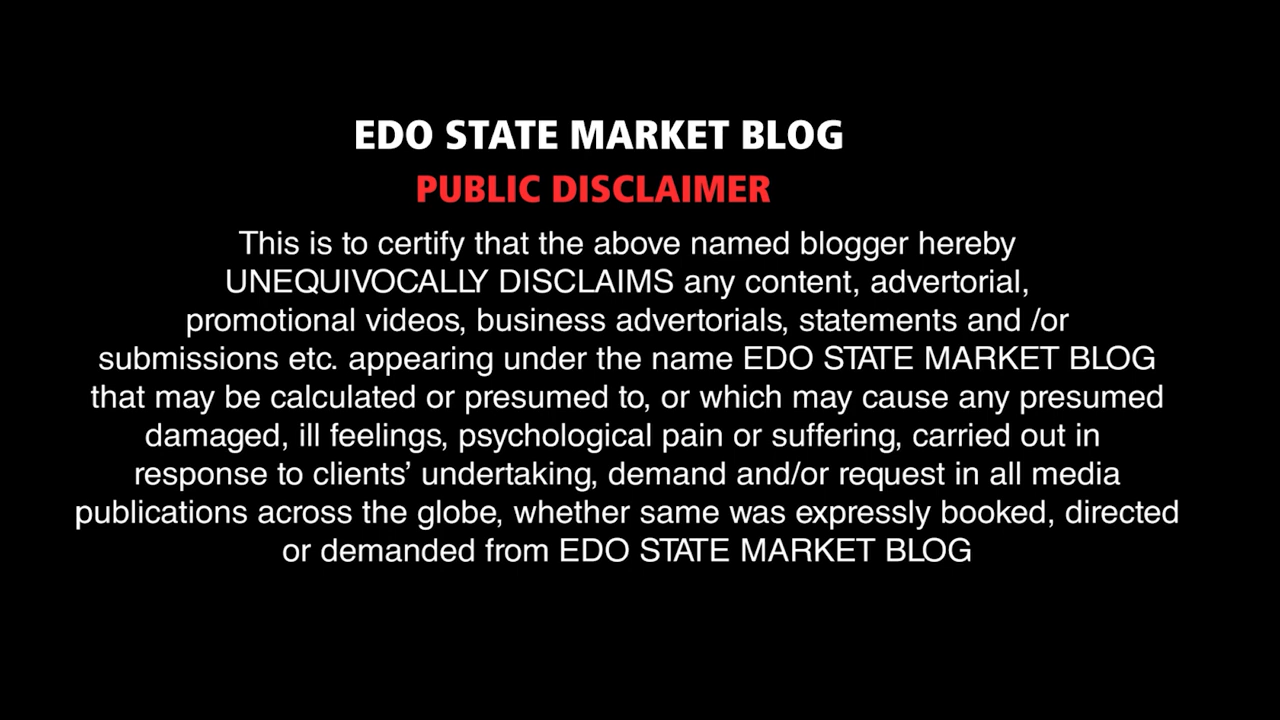 EDO STATE MARKET BLOG
PUBLIC DISCLAIMER
This is to certify that the above named blogger hereby
UNEQUIVOCALLY DISCLAIMS any content, advertorial,
promotional videos, business advertorials, statements and /or
submissions etc. appearing under the name EDO STATE MARKET BLOG
that may be calculated or presumed to, or which may cause any presumed
damaged, ill feelings, psychological pain or suffering, carried out in
response to clients’ undertaking, demand and/or request in all media
publications across the globe, whether same was expressly booked, directed
or demanded from EDO STATE MARKET BLOG